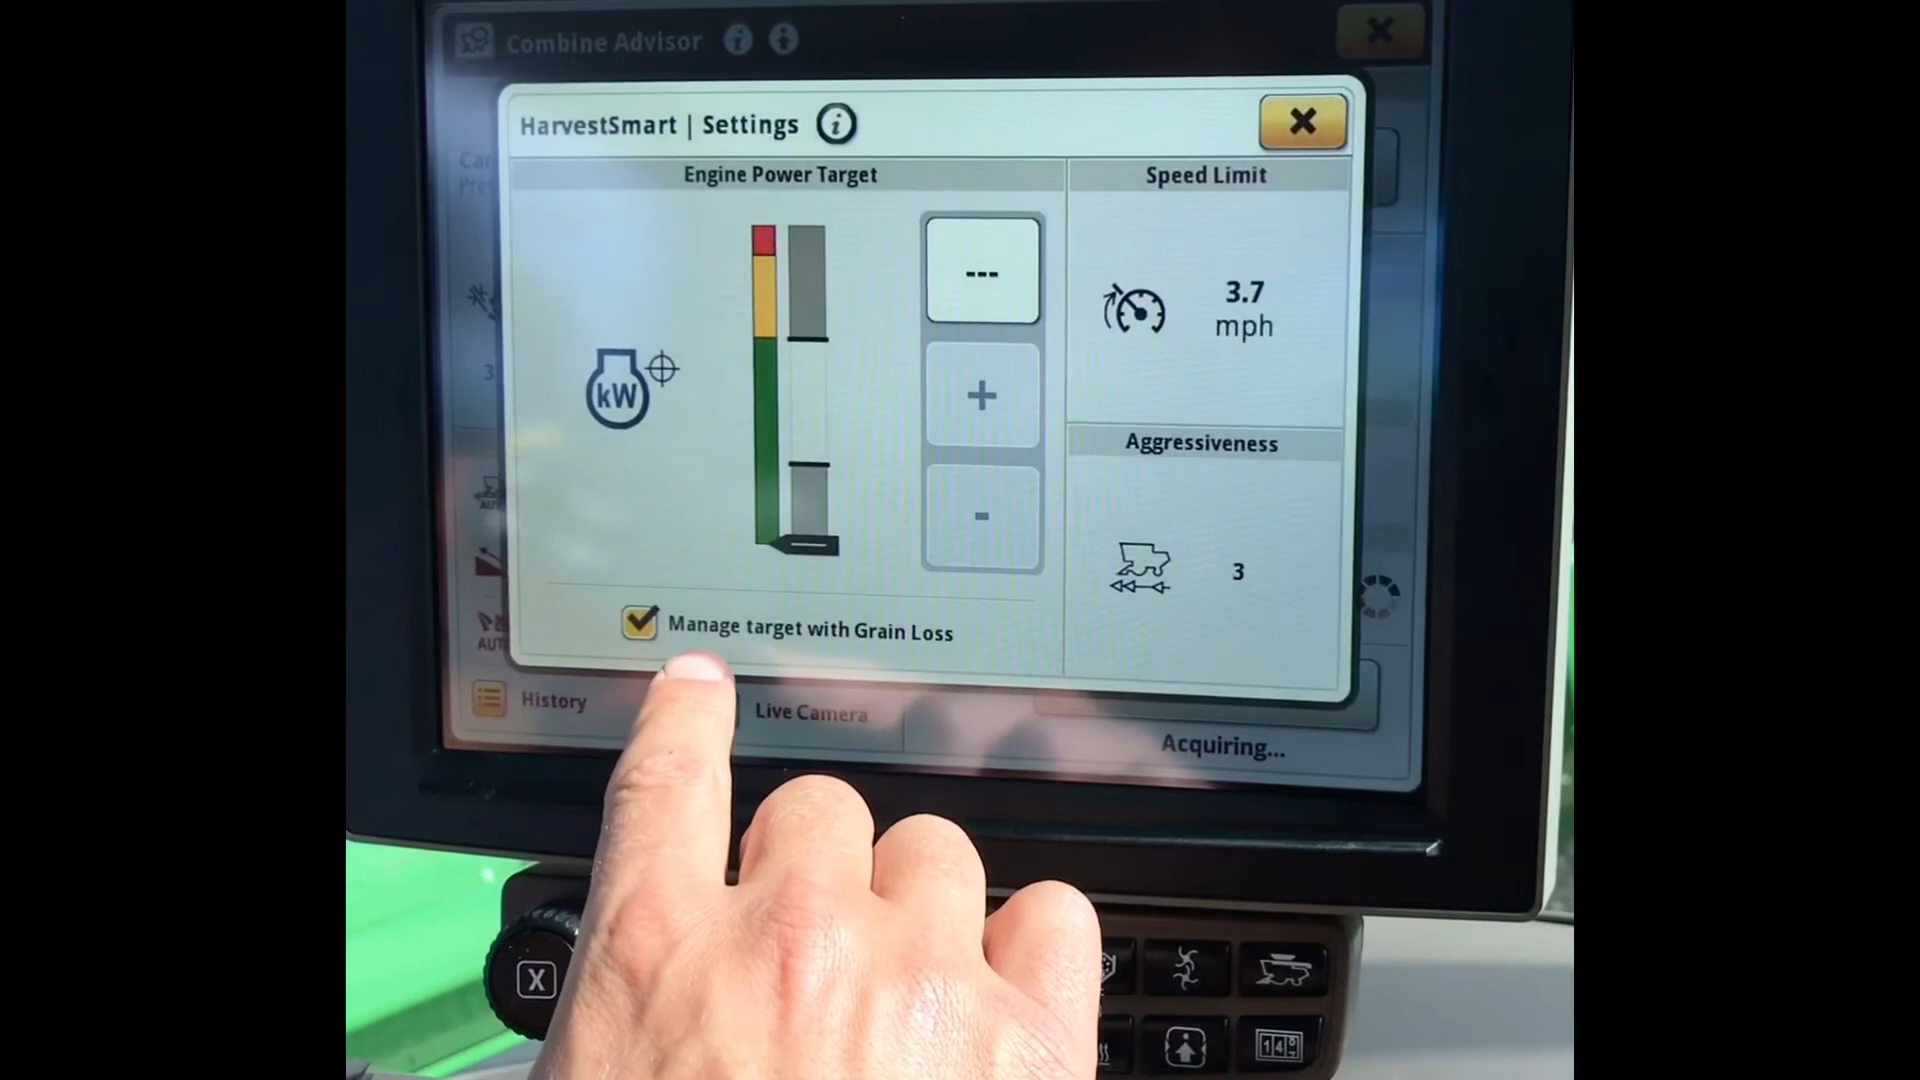 Combine Advisor
HarvestSmart | Settings
Engine Power Target
Speed Limit
---
3.7
mph
+
kW
Aggressiveness
-
3
Manage target with Grain Loss
AUTO
History
Live Camera
Acquiring...
X